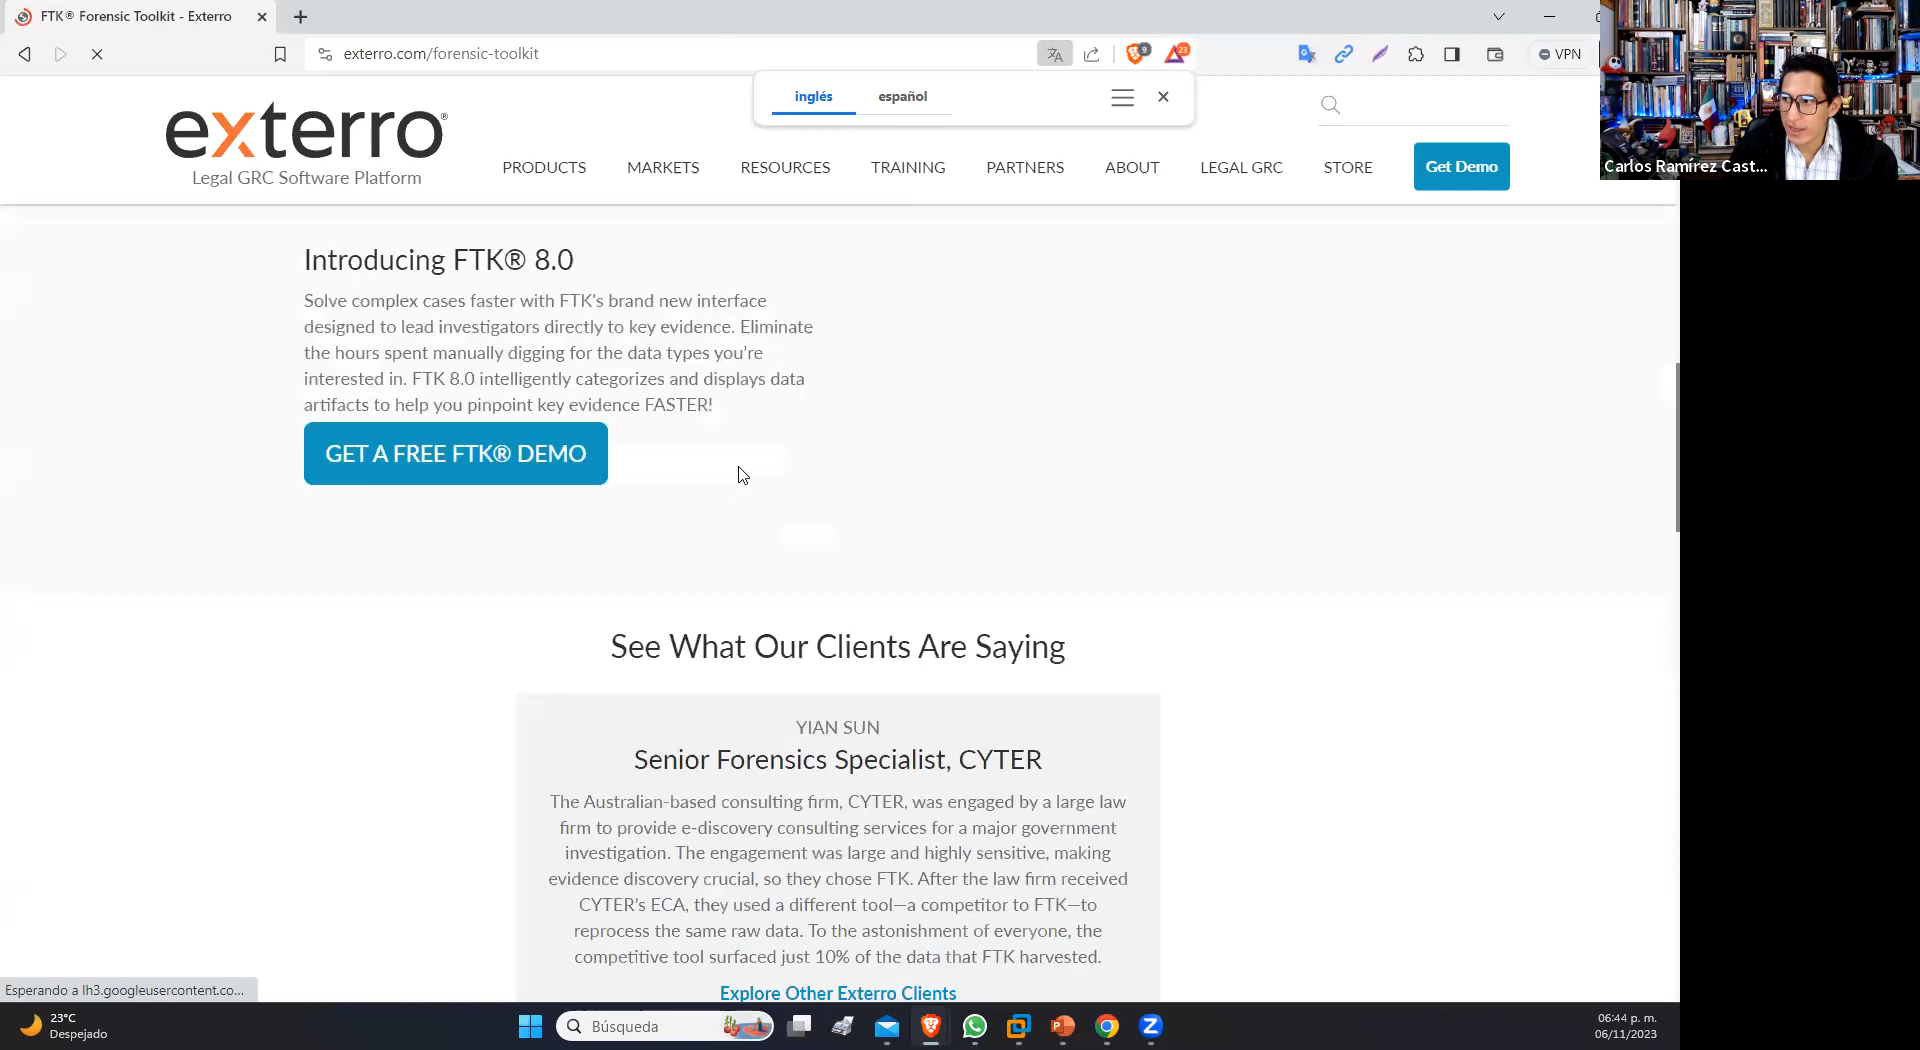 FTK® Forensic Toolkit - Exterro
exterro.com/forensic-toolkit
9
23
VPN
inglés
español
exterro®
Legal GRC Software Platform
PRODUCTS
MARKETS
RESOURCES
TRAINING
PARTNERS
ABOUT
LEGAL GRC
STORE
Get Demo
Carlos Ramírez Cast...
Introducing FTK® 8.0
Solve complex cases faster with FTK's brand new interface
designed to lead investigators directly to key evidence. Eliminate
the hours spent manually digging for the data types you’re
interested in. FTK 8.0 intelligently categorizes and displays data
artifacts to help you pinpoint key evidence FASTER!
GET A FREE FTK® DEMO
See What Our Clients Are Saying
YIAN SUN
Senior Forensics Specialist, CYTER
The Australian-based consulting firm, CYTER, was engaged by a large law
firm to provide e-discovery consulting services for a major government
investigation. The engagement was large and highly sensitive, making
evidence discovery crucial, so they chose FTK. After the law firm received
CYTER’s ECA, they used a different tool—a competitor to FTK—to
reprocess the same raw data. To the astonishment of everyone, the
competitive tool surfaced just 10% of the data that FTK harvested.
Explore Other Exterro Clients
Esperando a lh3.googleusercontent.co...
23°C
Despejado
Búsqueda
06:44 p. m.
06/11/2023